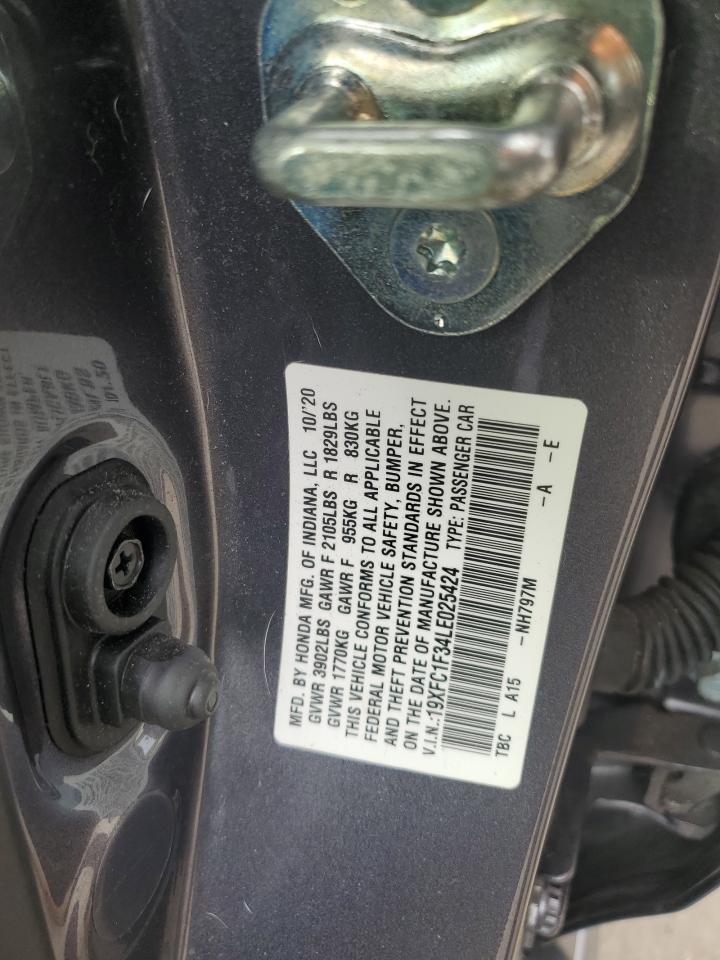 MFD. BY HONDA MFG. OF INDIANA, LLC 10/'20
GVWR 3902LBS GAWR F 2105LBS R 1829LBS
GVWR 1770KG GAWR F 955KG R 830KG
THIS VEHICLE CONFORMS TO ALL APPLICABLE
FEDERAL MOTOR VEHICLE SAFETY, BUMPER,
AND THEFT PREVENTION STANDARDS IN EFFECT
ON THE DATE OF MANUFACTURE SHOWN ABOVE.
V.I.N.:19XFC1F34LE025424 TYPE: PASSENGER CAR
TBC L A15 -NH797M -A -E